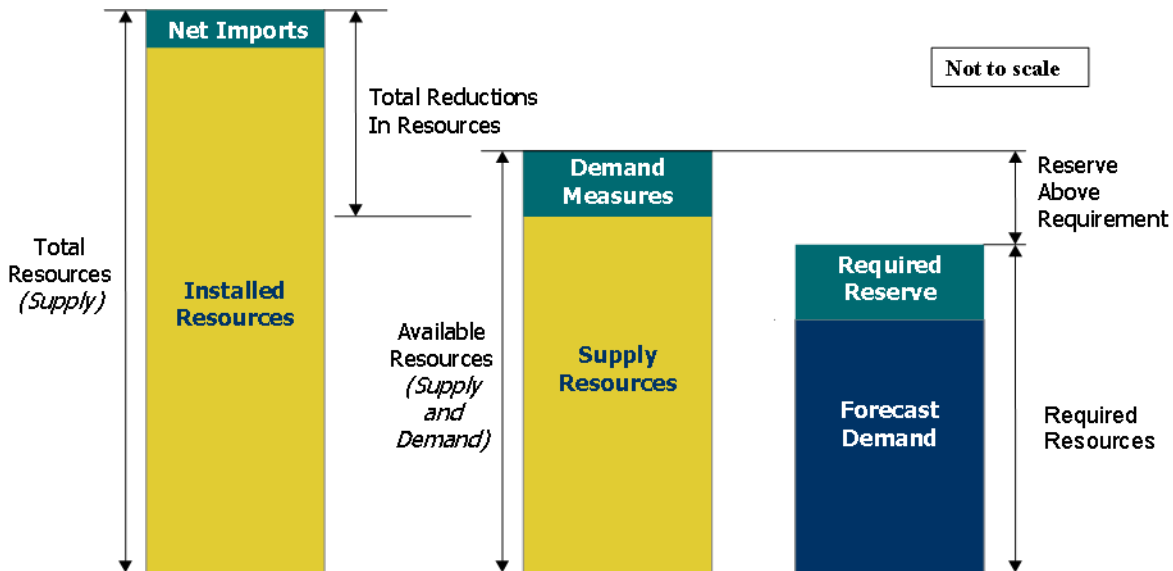 Net Imports
Not to scale
Total Reductions
In Resources
Demand
Measures
Reserve
Above
Requirement
Total
Resources
(Supply)
Installed
Resources
Required
Reserve
Available
Resources
(Supply
and
Demand)
Supply
Resources
Forecast
Demand
Required
Resources